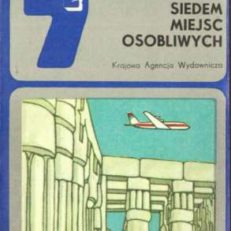 7
SIEDEM
MIEJSC
OSOBLIWYCH
Krajowa Agencja Wydawnicza